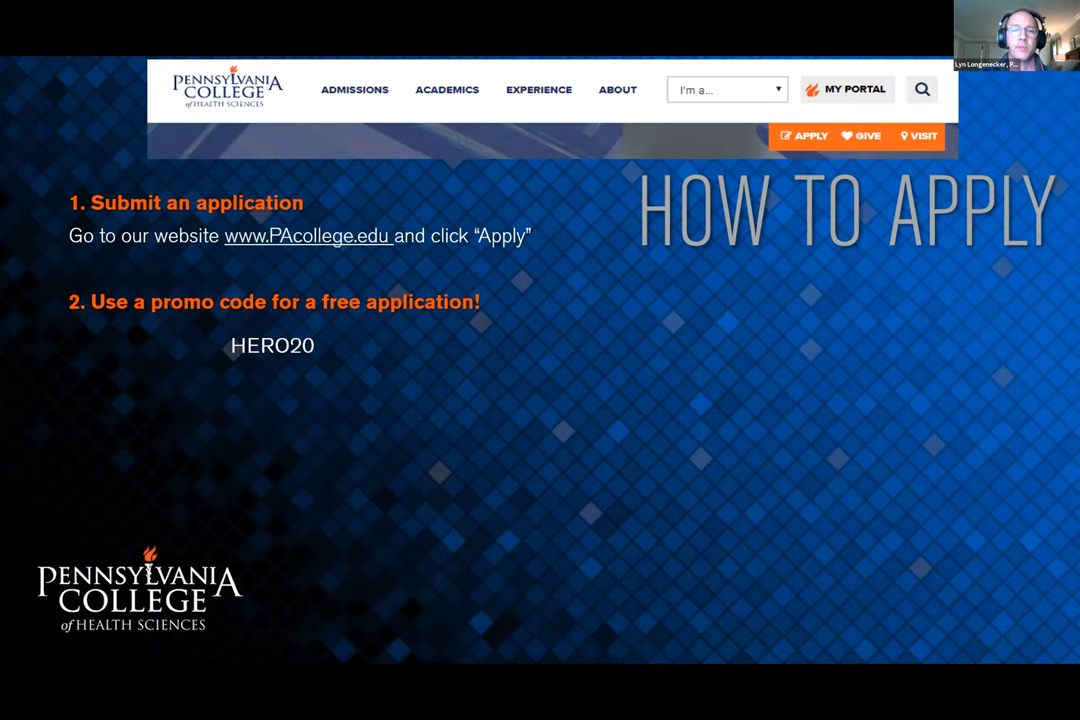 Lyn Longenecker, P...
PENNSYLVANIA
COLLEGE
of HEALTH SCIENCES
ADMISSIONS ACADEMICS EXPERIENCE ABOUT I'm a... MY PORTAL
APPLY GIVE VISIT
HOW TO APPLY
1. Submit an application
Go to our website www.PAcollege.edu and click “Apply”
2. Use a promo code for a free application!
HERO20
PENNSYLVANIA
COLLEGE
of HEALTH SCIENCES